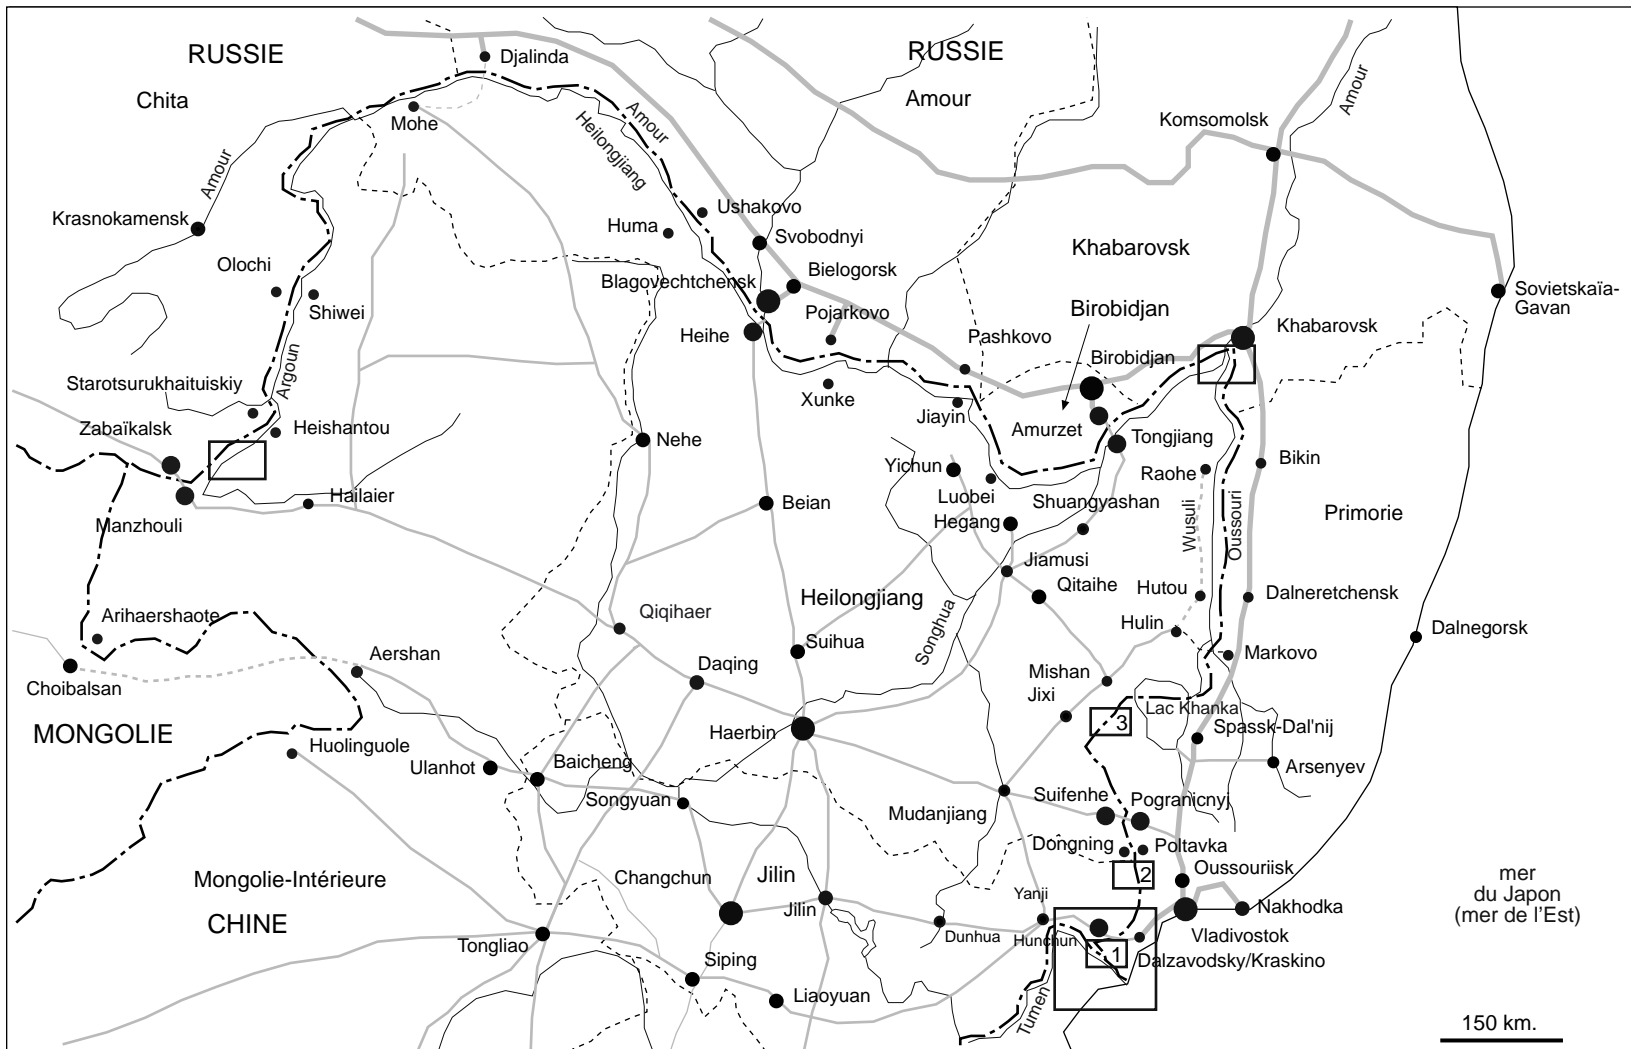 RUSSIE
Chita
Djalinda
RUSSIE
Amour
Amour
Komsomolsk
Mohe
Amour
Heilongjiang
Amour
Krasnokamensk
Olochi
Shiwei
Huma
Ushakovo
Svobodnyi
Bielogorsk
Blagovechtchensk
Pojarkovo
Heihe
Khabarovsk
Sovietskaïa-
Gavan
Birobidjan
Khabarovsk
Pashkovo
Birobidjan
Argoun
Starotsurukhaituiskiy
Zabaïkalsk
Heishantou
Xunke
Jiayin
Amurzet
Tongjiang
Nehe
Yichun
Luobei
Raohe
Bikin
Hailaier
Manzhouli
Beian
Hegang
Shuangyashan
Wusuli
Oussouri
Primorie
Jiamusi
Qitaihe
Hutou
Dalneretchensk
Heilongjiang
Arihaershaote
Qiqihaer
Songhua
Hulin
Dalnegorsk
Suihua
Markovo
Aershan
Choibalsan
Daqing
Mishan
Jixi
Lac Khanka
MONGOLIE
3
Spassk-Dal'nij
Haerbin
Huolinguole
Ulanhot
Baicheng
Arsenyev
Songyuan
Mudanjiang
Suifenhe
Pogranicnyj
Dongning
Poltavka
2
Oussouriisk
Mongolie-Intérieure
CHINE
Changchun
Jilin
Jilin
Yanji
mer
du Japon
(mer de l'Est)
Nakhodka
Tongliao
Dunhua
Hunchun
Vladivostok
1
Dalzavodsky/Kraskino
Siping
Liaoyuan
Tumen
150 km.